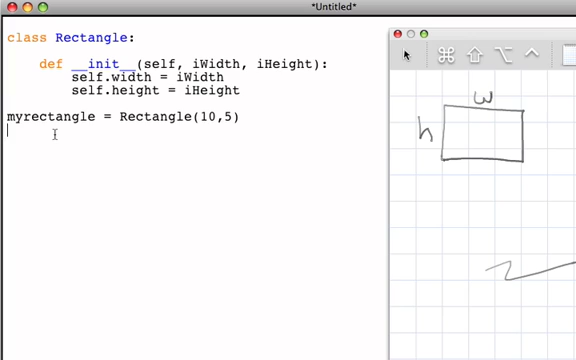 *Untitled*
class Rectangle:
def __init__(self, iWidth, iHeight):
self.width = iWidth
self.height = iHeight
myrectangle = Rectangle(10,5)
w
h